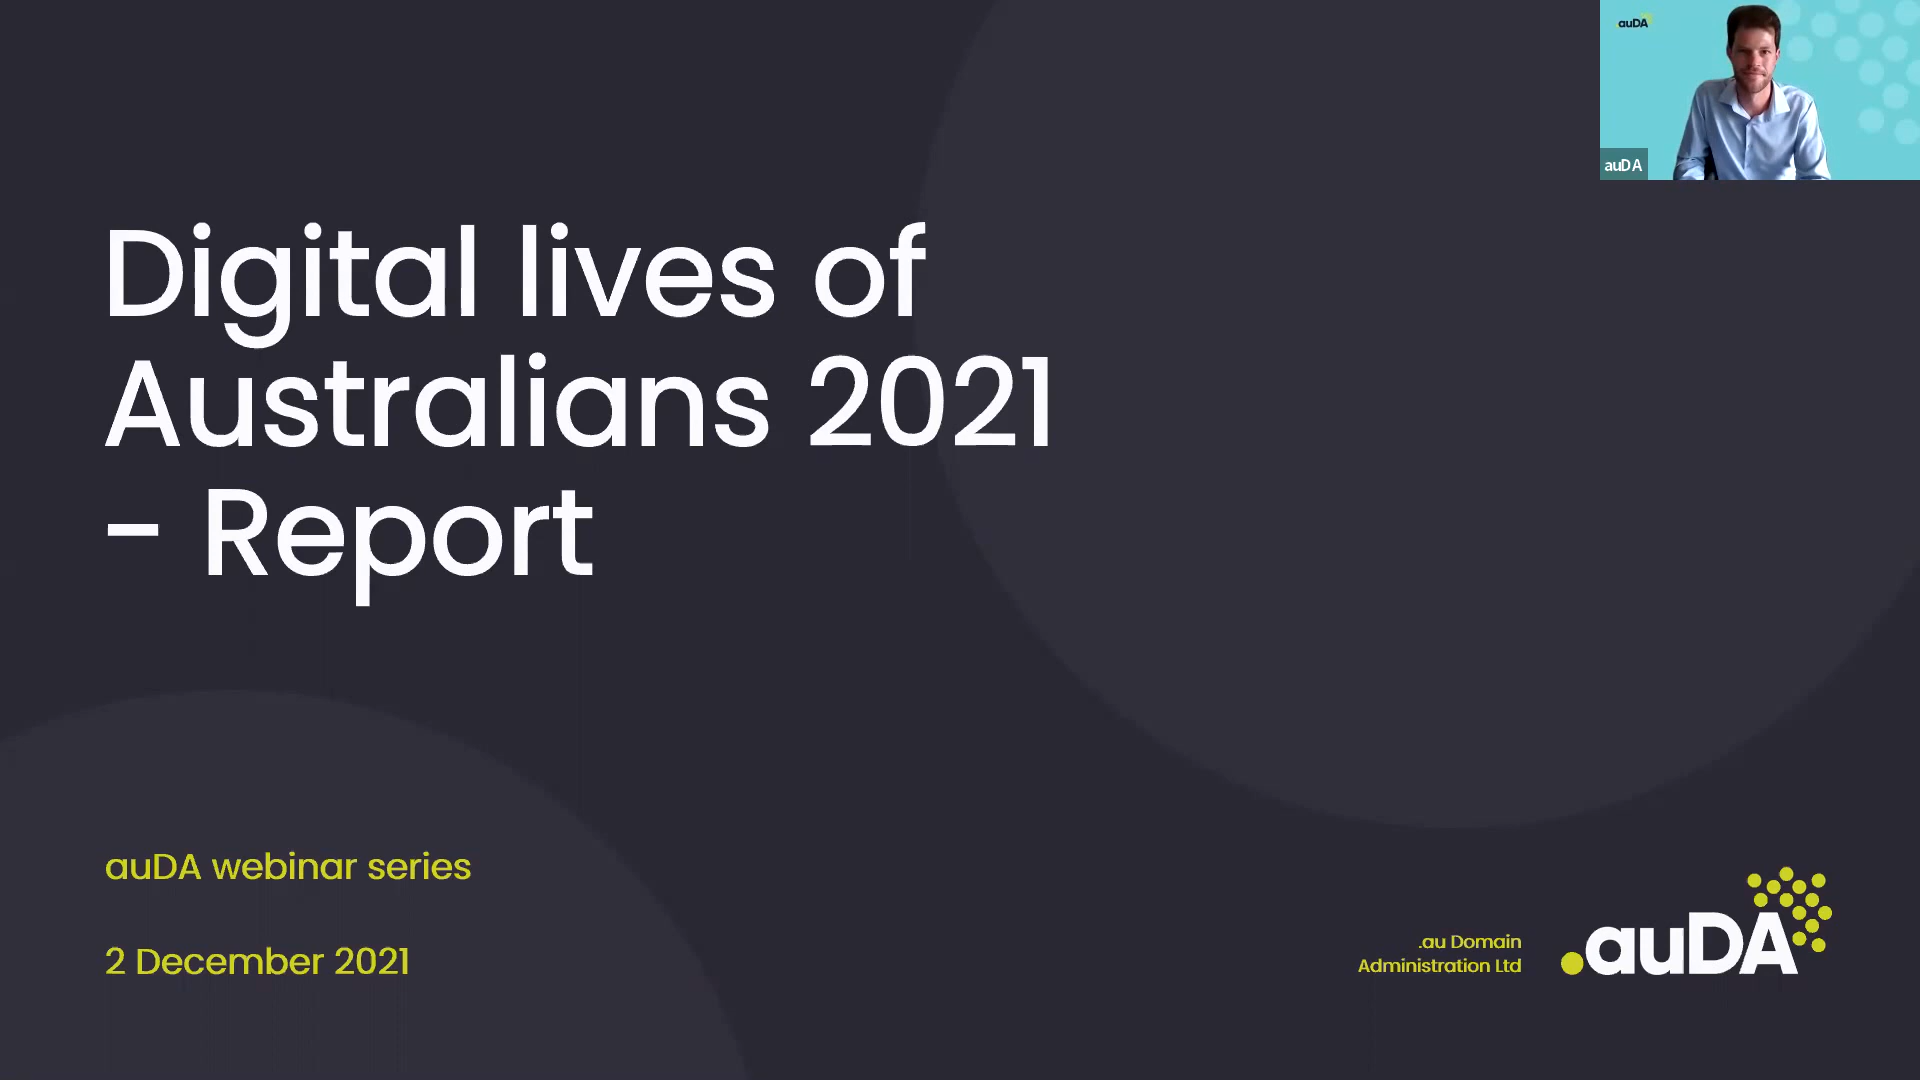 auDA
auDA
Digital lives of
Australians 2021
- Report
auDA webinar series
2 December 2021
.au Domain
Administration Ltd
.auDA